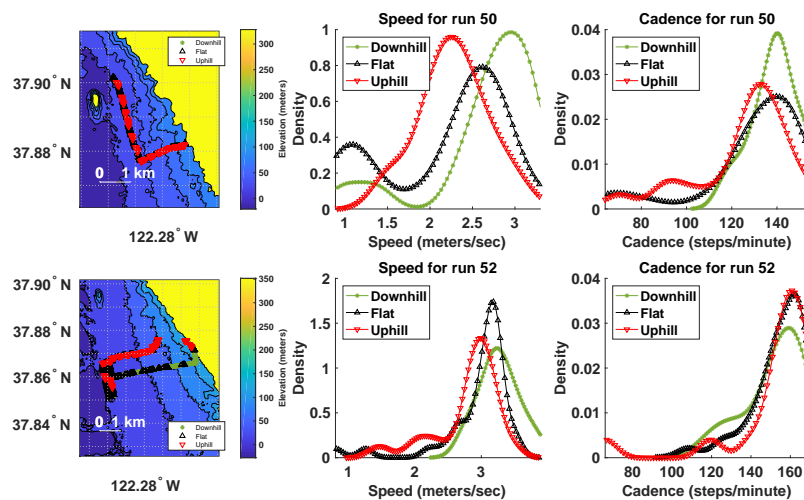 Speed for run 50
Cadence for run 50
Downhill
Flat
Uphill
37.90° N
37.88° N
0 1 km
122.28° W
300
250
200
150
100
50
0
Elevation (meters)
Downhill
Flat
Uphill
1
0.8
0.6
0.4
0.2
0
Density
1
1.5
2
2.5
3
Speed (meters/sec)
Downhill
Flat
Uphill
0.04
0.03
0.02
0.01
0
Density
80
100
120
140
Cadence (steps/minute)
Speed for run 52
Cadence for run 52
37.90° N
37.88° N
37.86° N
37.84° N
0 1 km
Downhill
Flat
Uphill
122.28° W
350
300
250
200
150
100
50
0
Elevation (meters)
Downhill
Flat
Uphill
2
1.5
1
0.5
0
Density
1
2
3
Speed (meters/sec)
Downhill
Flat
Uphill
0.04
0.03
0.02
0.01
0
Density
80
100
120
140
160
Cadence (steps/minute)